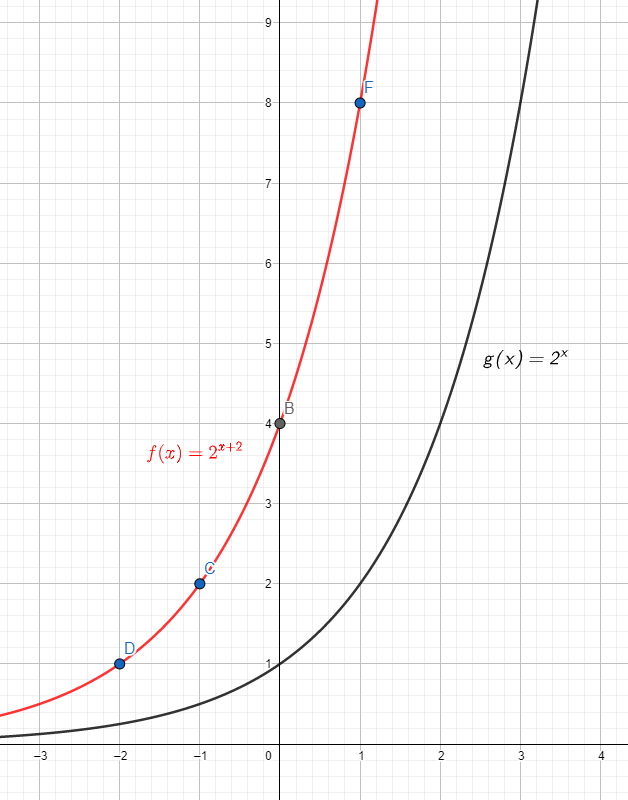 9
F
8
7
6
5
g(x) = 2^x
B
4
f(x) = 2^{x+2}
3
C
2
D
1
–3 –2 –1 0 1 2 3 4